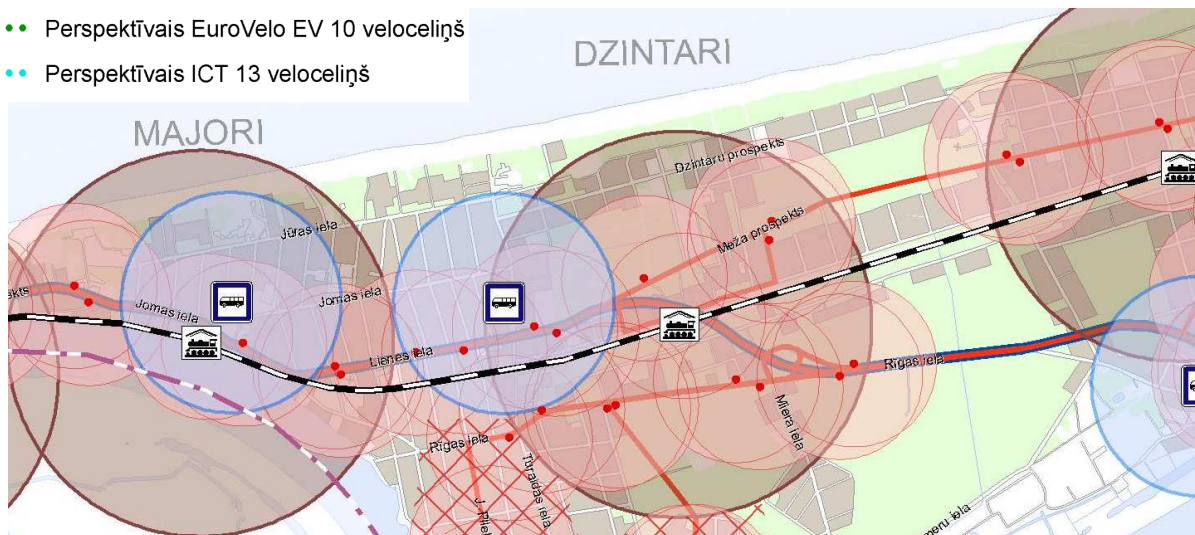 Perspektīvais EuroVelo EV 10 veloceliņš
Perspektīvais ICT 13 veloceliņš
DZINTARI
MAJORI
Dzintaru prospekts
Jūras iela
Meža prospekts
Jomas iela
Jomas iela
Lienes iela
Rīgas iela
Miera iela
Rīgas iela
Turaidas iela